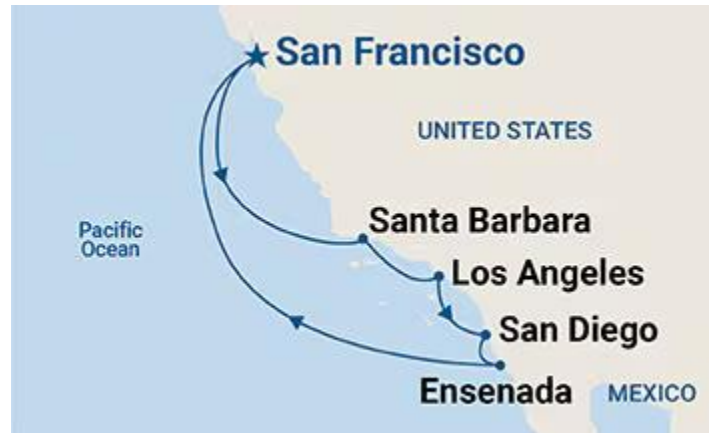 San Francisco
UNITED STATES
Santa Barbara
Pacific
Ocean
Los Angeles
San Diego
Ensenada
MEXICO